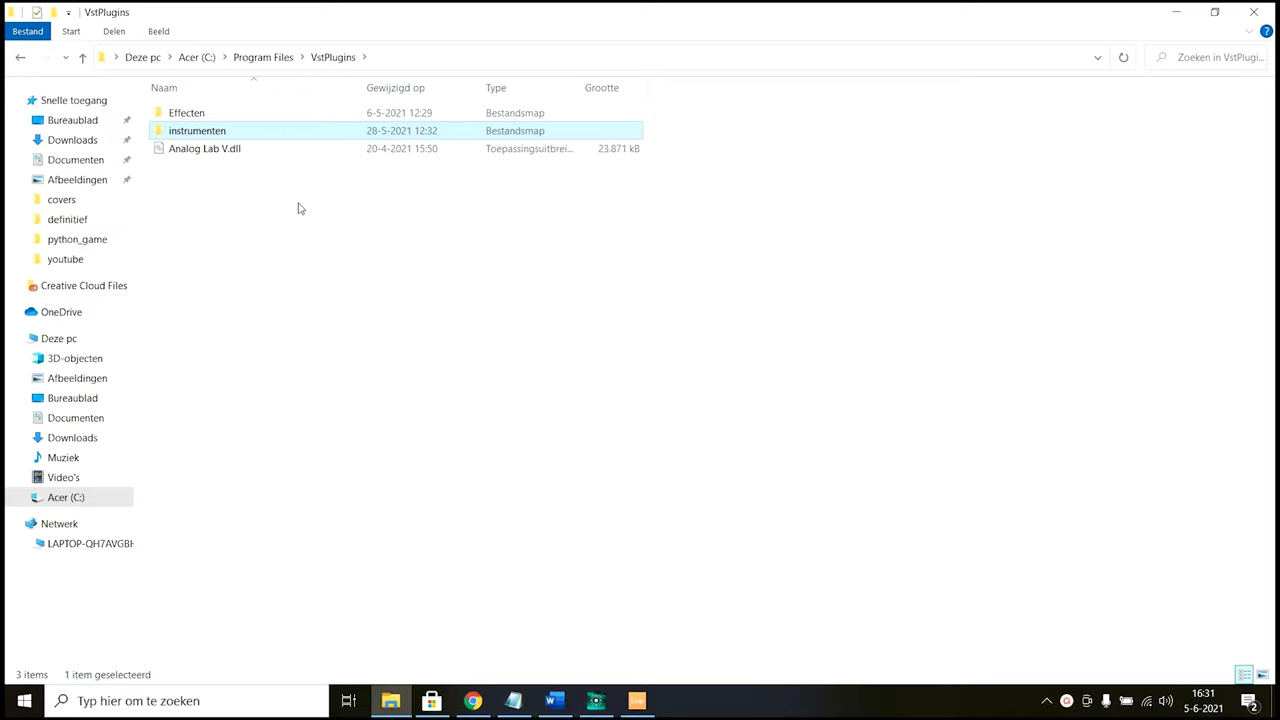 VstPlugins
Bestand Start Delen Beeld
Deze pc Acer (C:) Program Files VstPlugins
Zoeken in VstPlugi...
Naam Gewijzigd op Type Grootte
Effecten 6-5-2021 12:29 Bestandsmap
instrumenten 28-5-2021 12:32 Bestandsmap
Analog Lab V.dll 20-4-2021 15:50 Toepassingsuitbrei... 23.871 kB
Snelle toegang
Bureaublad
Downloads
Documenten
Afbeeldingen
covers
definitief
python_game
youtube
Creative Cloud Files
OneDrive
Deze pc
3D-objecten
Afbeeldingen
Bureaublad
Documenten
Downloads
Muziek
Video's
Acer (C:)
Netwerk
LAPTOP-QH7AVGBH
3 items 1 item geselecteerd
Typ hier om te zoeken
Live
16:31
5-6-2021
2